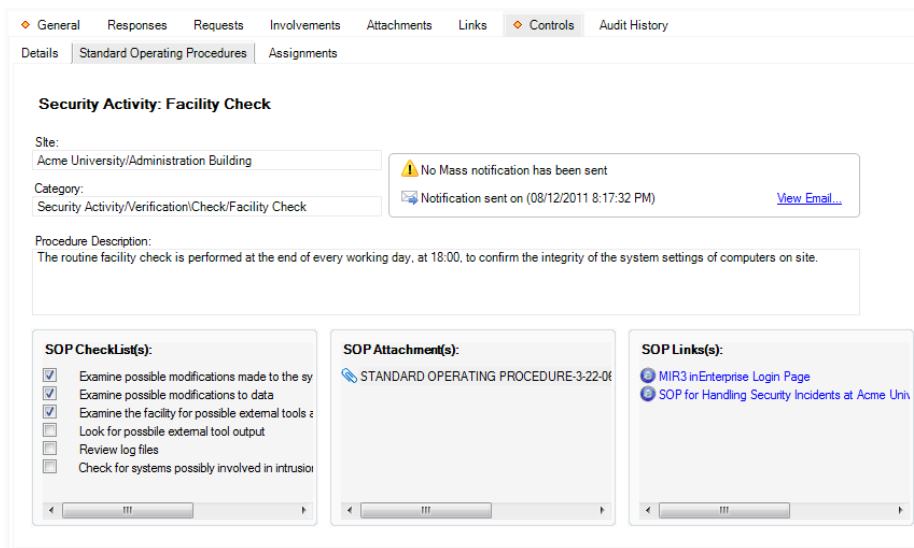 General Responses Requests Involvements Attachments Links Controls Audit History
Details Standard Operating Procedures Assignments
Security Activity: Facility Check
Site:
Acme University/Administration Building
No Mass notification has been sent
Category:
Notification sent on (08/12/2011 8:17:32 PM) View Email...
Security Activity/Verification\Check/Facility Check
Procedure Description:
The routine facility check is performed at the end of every working day, at 18:00, to confirm the integrity of the system settings of computers on site.
SOP CheckList(s): SOP Attachment(s): SOP Links(s):
Examine possible modifications made to the sy STANDARD OPERATING PROCEDURE-3-22-06 MIR3 inEnterprise Login Page
Examine possible modifications to data SOP for Handling Security Incidents at Acme Univ
Examine the facility for possible external tools a
Look for possbile external tool output
Review log files
Check for systems possibly involved in intrusion